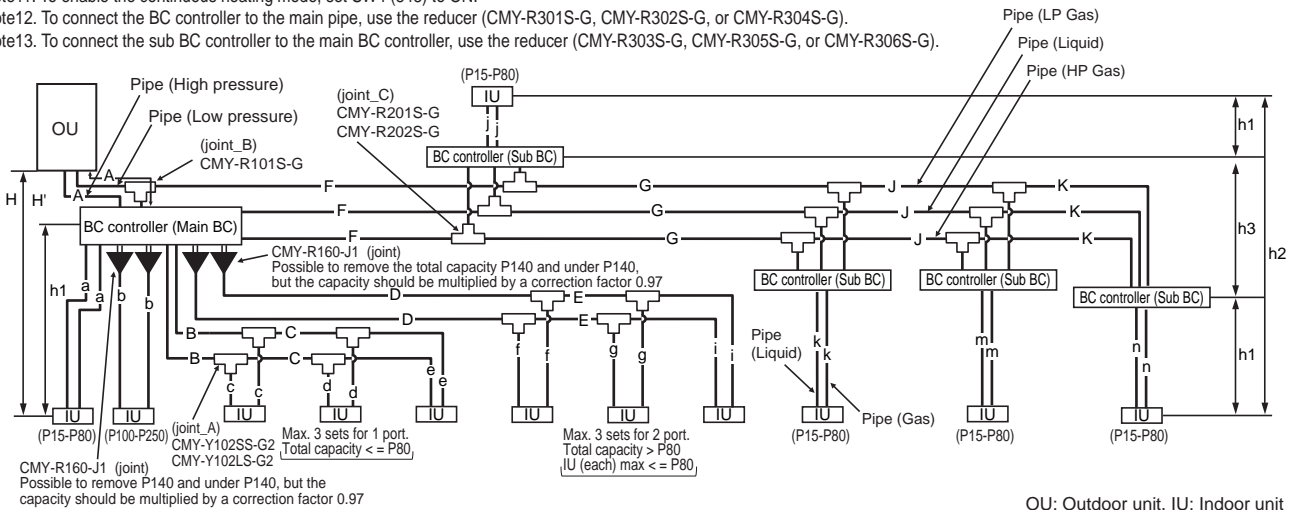 ote12. To connect the BC controller to the main pipe, use the reducer (CMY-R301S-G, CMY-R302S-G, or CMY-R304S-G).
ote13. To connect the sub BC controller to the main BC controller, use the reducer (CMY-R303S-G, CMY-R305S-G, or CMY-R306S-G).
Pipe (LP Gas)
Pipe (Liquid)
Pipe (HP Gas)
Pipe (High pressure)
Pipe (Low pressure)
(joint_B)
CMY-R101S-G
(joint_C)
CMY-R201S-G
CMY-R202S-G
(P15-P80)
IU
j
j
BC controller (Sub BC)
OU
A
A
F
G
J
K
F
G
J
K
F
G
J
K
H
H'
h1
h1
h3
h2
h1
BC controller (Main BC)
CMY-R160-J1 (joint)
Possible to remove the total capacity P140 and under P140,
but the capacity should be multiplied by a correction factor 0.97
BC controller (Sub BC)
BC controller (Sub BC)
BC controller (Sub BC)
a
a
b
b
D
E
D
E
B
C
B
C
c
c
d
d
e
e
f
f
g
g
i
i
k
k
m
m
n
n
Pipe
(Liquid)
Pipe (Gas)
IU
IU
IU
IU
IU
IU
IU
IU
IU
IU
IU
(P15-P80)
(P100-P250)
(joint_A)
CMY-Y102SS-G2
CMY-Y102LS-G2
Max. 3 sets for 1 port.
Total capacity < = P80
Max. 3 sets for 2 port.
Total capacity > P80
IU (each) max < = P80
(P15-P80)
(P15-P80)
(P15-P80)
CMY-R160-J1 (joint)
Possible to remove P140 and under P140, but the
capacity should be multiplied by a correction factor 0.97
OU: Outdoor unit, IU: Indoor unit